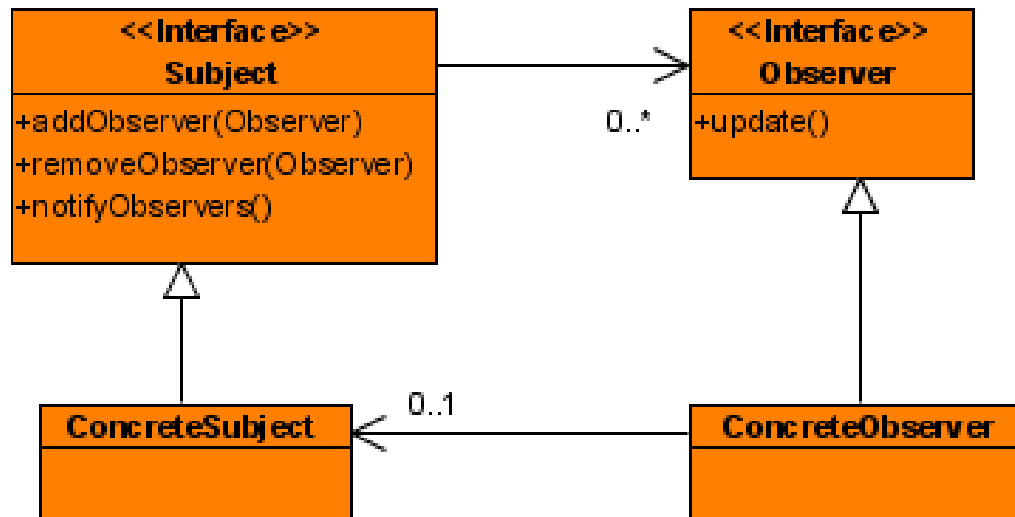 <<Interface>>
Subject
+addObserver(Observer)
+removeObserver(Observer)
+notifyObservers()
0..*
<<Interface>>
Observer
+update()
ConcreteSubject
0..1
ConcreteObserver